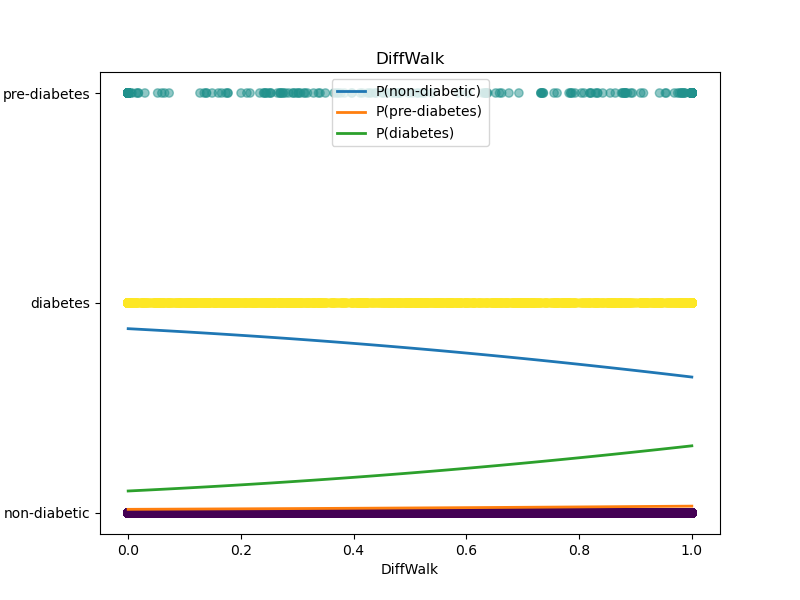 DiffWalk
pre-diabetes
P(non-diabetic)
P(pre-diabetes)
P(diabetes)
diabetes
non-diabetic
0.0 0.2 0.4 0.6 0.8 1.0
DiffWalk